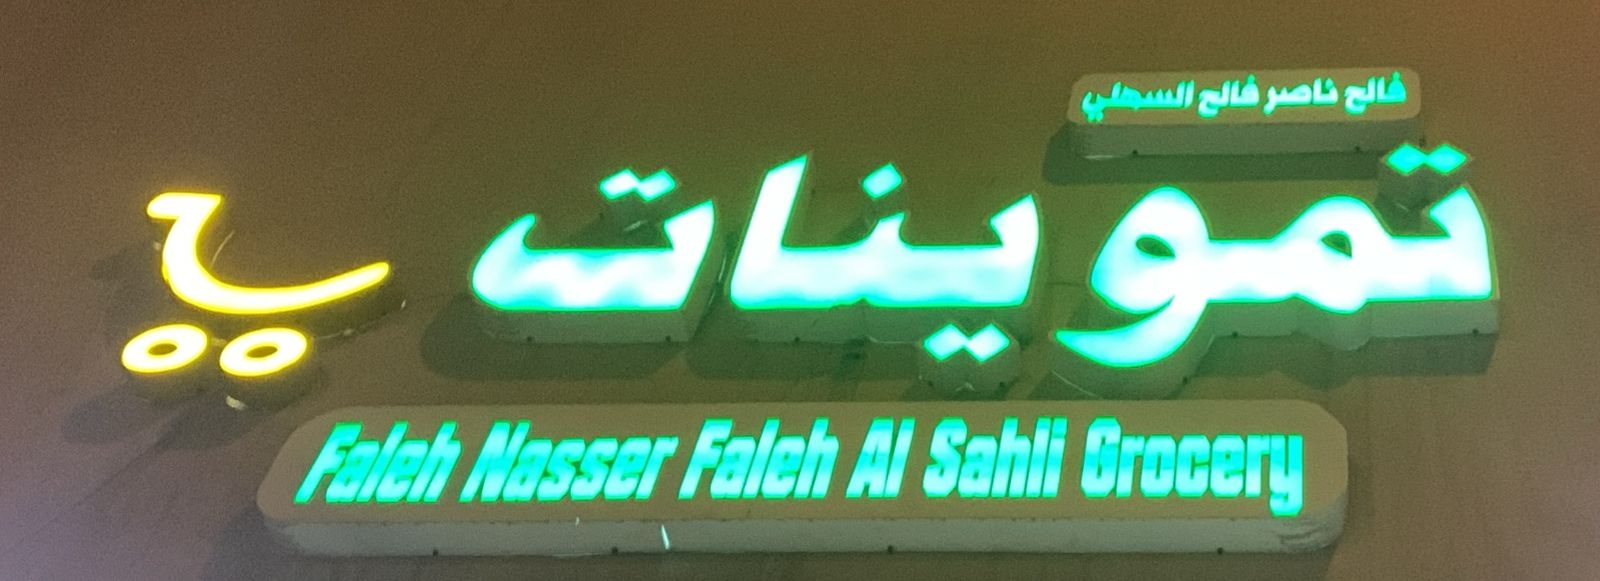 فالح ناصر فالح السهلي
تموينات
Faleh Nasser Faleh Al Sahli Grocery